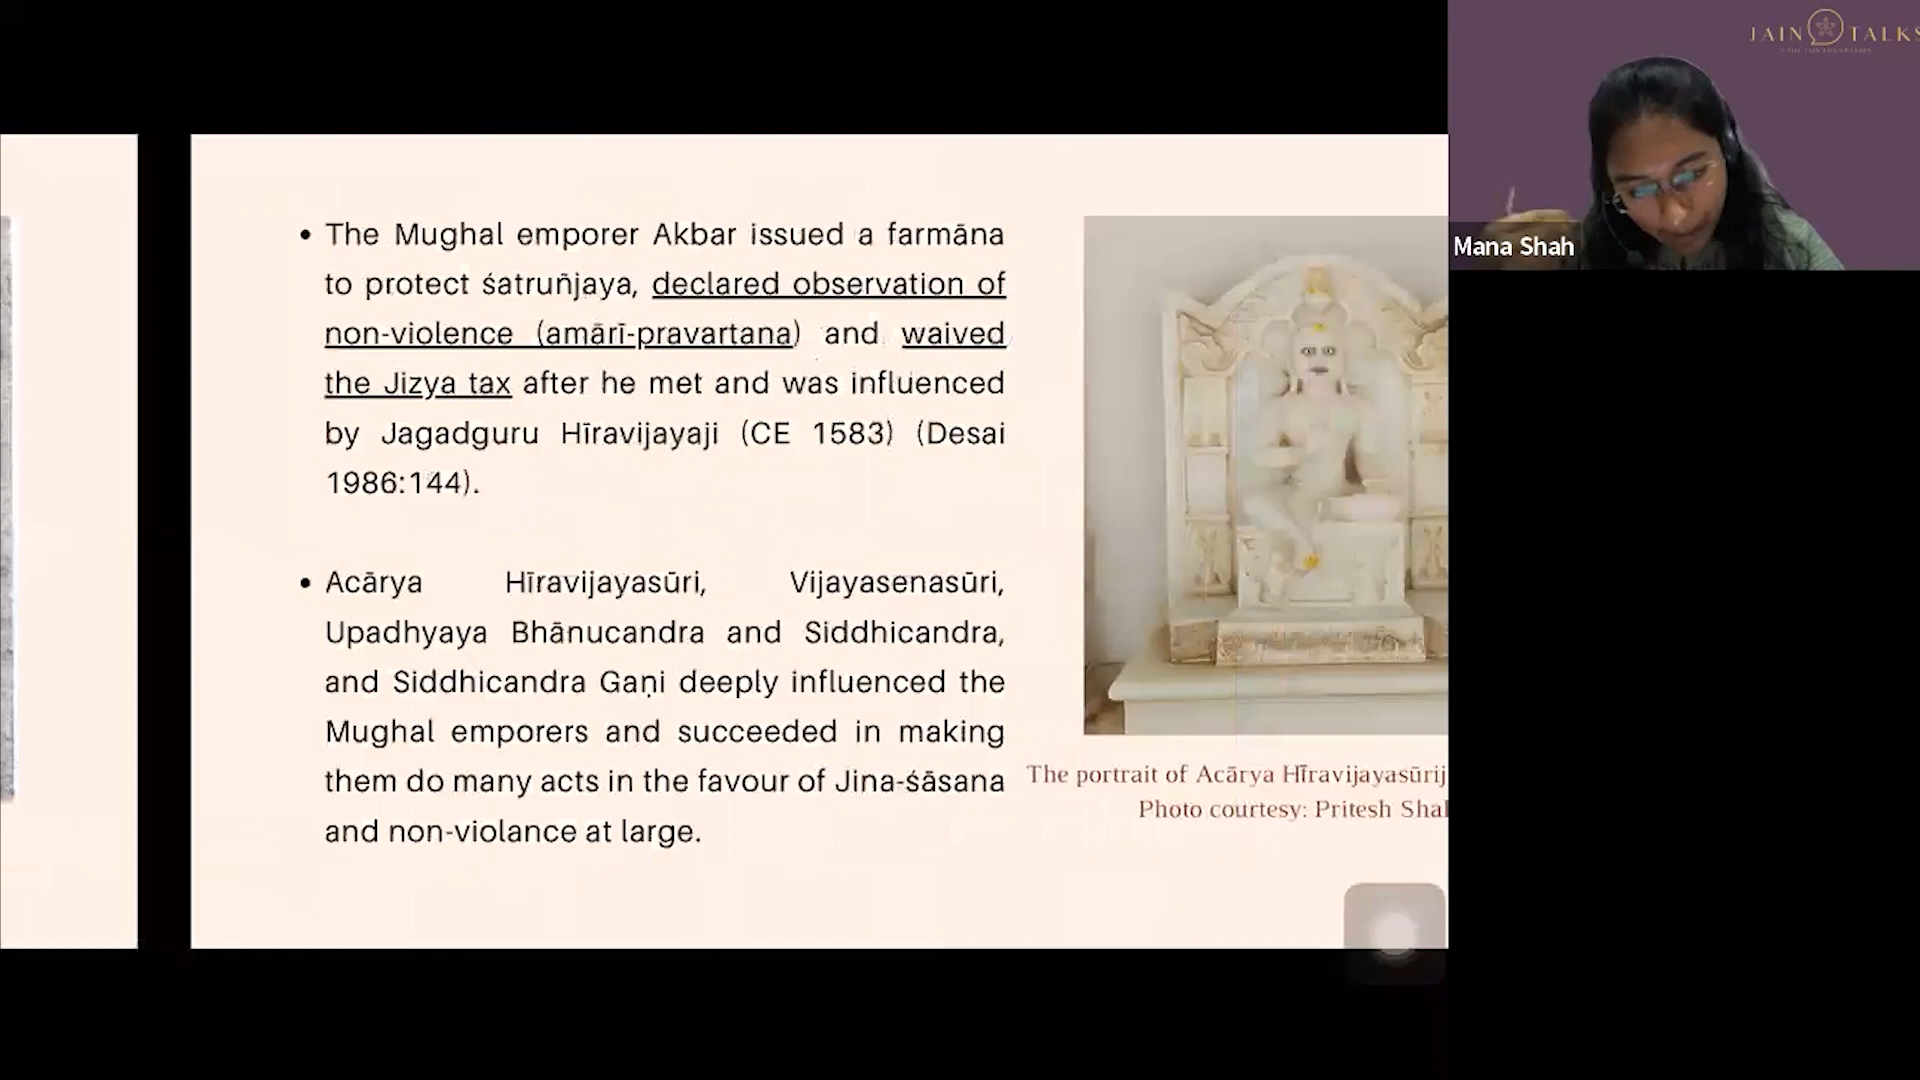 JAIN TALKS
Mana Shah
• The Mughal emporer Akbar issued a farmāna
to protect śatruñjaya, declared observation of
non-violence (amārī-pravartana) and waived
the Jizya tax after he met and was influenced
by Jagadguru Hīravijayaji (CE 1583) (Desai
1986:144).
• Acārya Hīravijayasūri, Vijayasenasūri,
Upadhyaya Bhānucandra and Siddhicandra,
and Siddhicandra Gaṇi deeply influenced the
Mughal emporers and succeeded in making
them do many acts in the favour of Jina-śāsana
and non-violance at large.
The portrait of Acārya Hīravijayasūrij
Photo courtesy: Pritesh Shal